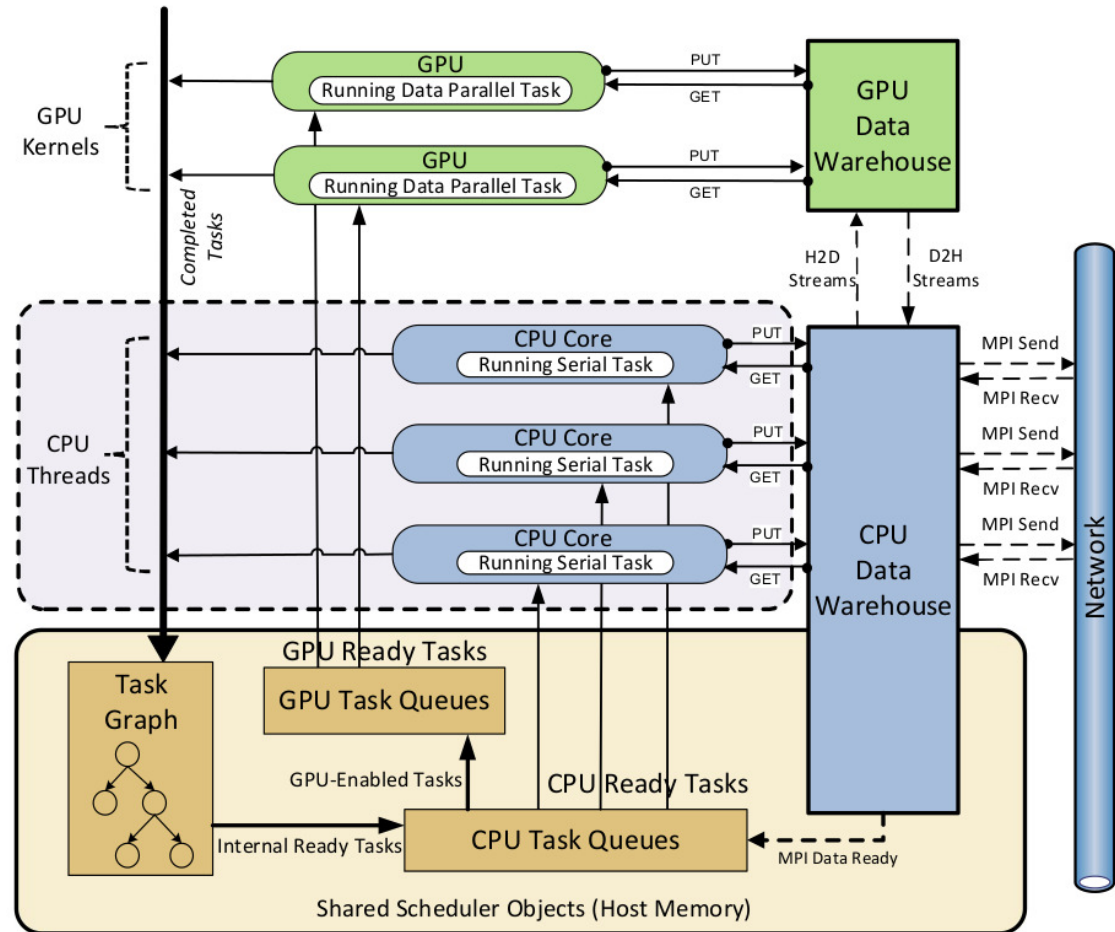 GPU
Running Data Parallel Task
PUT
GET
GPU
Kernels
GPU
Running Data Parallel Task
PUT
GET
GPU
Data
Warehouse
Completed
Tasks
H2D
Streams
D2H
Streams
CPU Core
Running Serial Task
PUT
GET
MPI Send
MPI Recv
CPU
Threads
CPU Core
Running Serial Task
PUT
GET
MPI Send
MPI Recv
CPU Core
Running Serial Task
PUT
GET
MPI Send
MPI Recv
CPU
Data
Warehouse
Network
Task
Graph
GPU Ready Tasks
GPU Task Queues
GPU-Enabled Tasks
CPU Ready Tasks
Internal Ready Tasks
CPU Task Queues
MPI Data Ready
Shared Scheduler Objects (Host Memory)